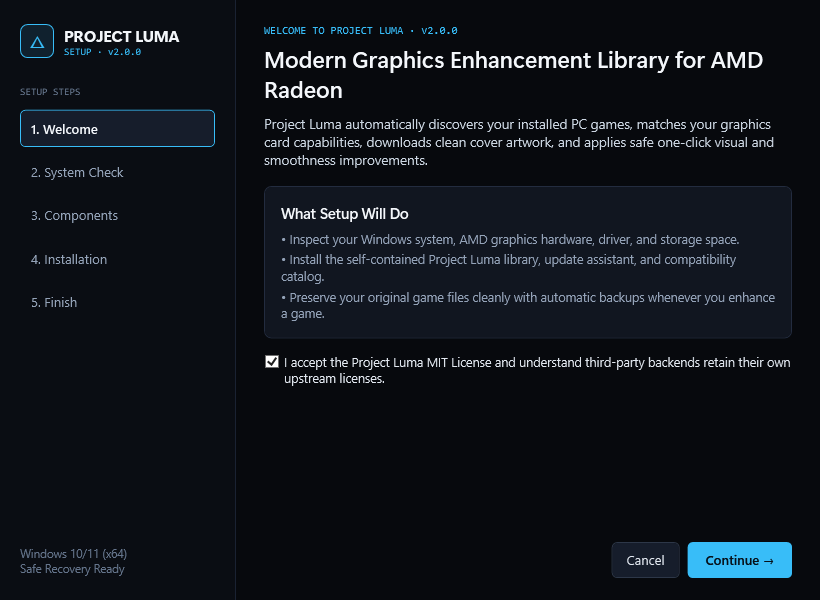 PROJECT LUMA
SETUP · v2.0.0
SETUP STEPS
1. Welcome
2. System Check
3. Components
4. Installation
5. Finish
Windows 10/11 (x64)
Safe Recovery Ready
WELCOME TO PROJECT LUMA · v2.0.0
Modern Graphics Enhancement Library for AMD
Radeon
Project Luma automatically discovers your installed PC games, matches your graphics
card capabilities, downloads clean cover artwork, and applies safe one-click visual and
smoothness improvements.
What Setup Will Do
• Inspect your Windows system, AMD graphics hardware, driver, and storage space.
• Install the self-contained Project Luma library, update assistant, and compatibility
catalog.
• Preserve your original game files cleanly with automatic backups whenever you enhance
a game.
I accept the Project Luma MIT License and understand third-party backends retain their own
upstream licenses.
Cancel
Continue →